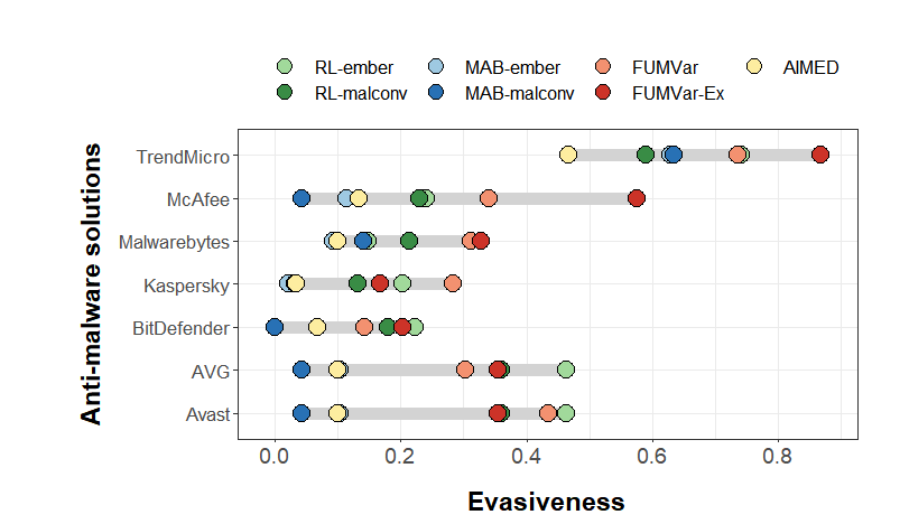 RL-ember MAB-ember FUMVar AIMED
RL-malconv MAB-malconv FUMVar-Ex
Anti-malware solutions
TrendMicro
McAfee
Malwarebytes
Kaspersky
BitDefender
AVG
Avast
0.0 0.2 0.4 0.6 0.8
Evasiveness